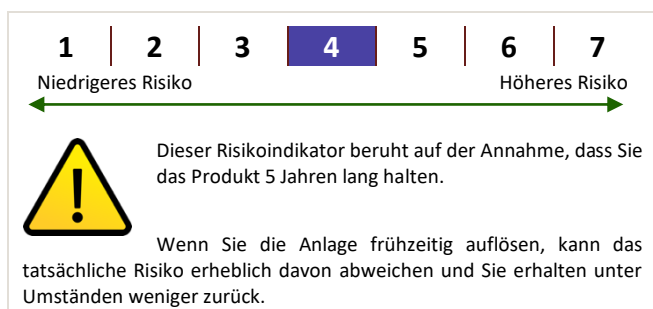 1 2 3 4 5 6 7
Niedrigeres Risiko Höheres Risiko
Dieser Risikoindikator beruht auf der Annahme, dass Sie
das Produkt 5 Jahren lang halten.
Wenn Sie die Anlage frühzeitig auflösen, kann das
tatsächliche Risiko erheblich davon abweichen und Sie erhalten unter
Umständen weniger zurück.